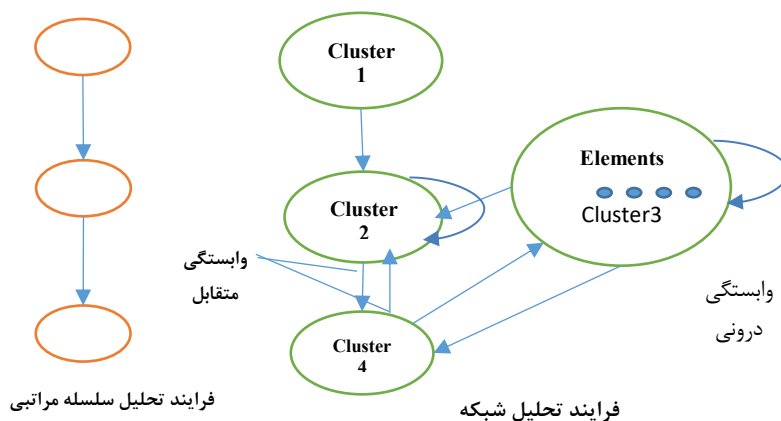 Cluster
1
Elements
Cluster3
Cluster
2
وابستگی
متقابل
وابستگی
درونی
Cluster
4
فرایند تحلیل سلسله مراتبی
فرایند تحلیل شبکه